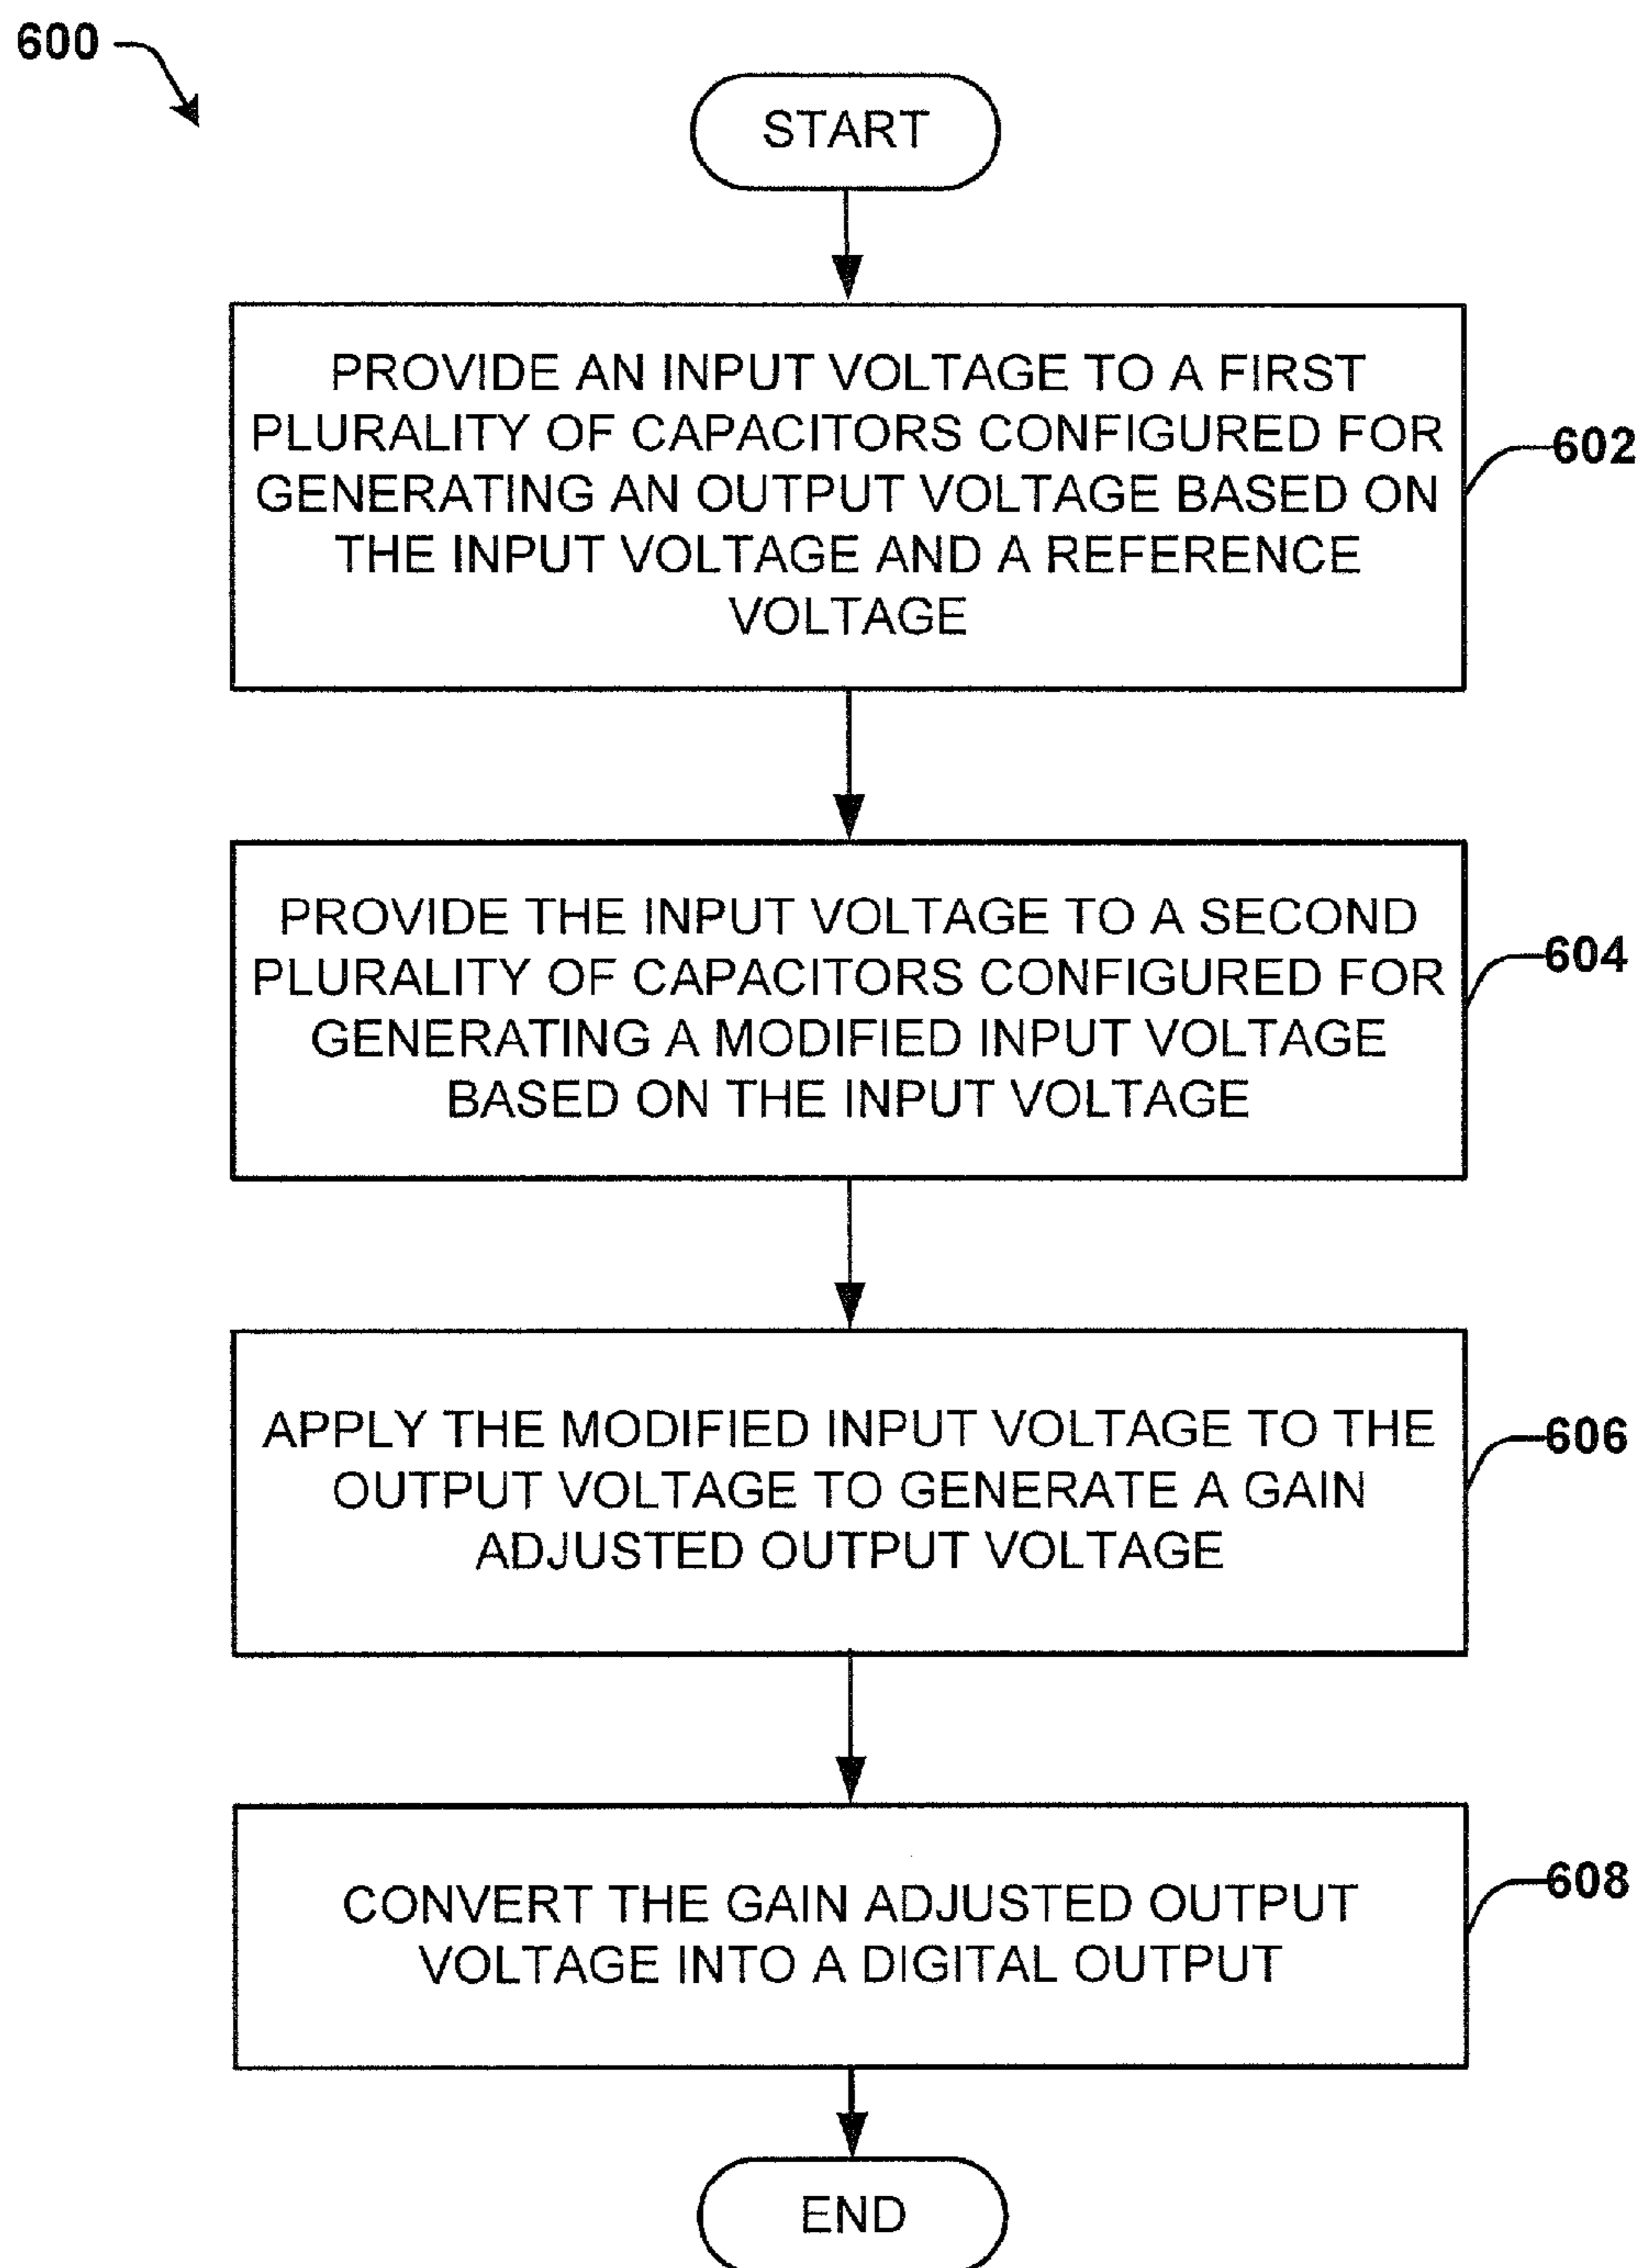 600
START
PROVIDE AN INPUT VOLTAGE TO A FIRST
PLURALITY OF CAPACITORS CONFIGURED FOR
GENERATING AN OUTPUT VOLTAGE BASED ON
THE INPUT VOLTAGE AND A REFERENCE
VOLTAGE
602
PROVIDE THE INPUT VOLTAGE TO A SECOND
PLURALITY OF CAPACITORS CONFIGURED FOR
GENERATING A MODIFIED INPUT VOLTAGE
BASED ON THE INPUT VOLTAGE
604
APPLY THE MODIFIED INPUT VOLTAGE TO THE
OUTPUT VOLTAGE TO GENERATE A GAIN
ADJUSTED OUTPUT VOLTAGE
606
CONVERT THE GAIN ADJUSTED OUTPUT
VOLTAGE INTO A DIGITAL OUTPUT
608
END